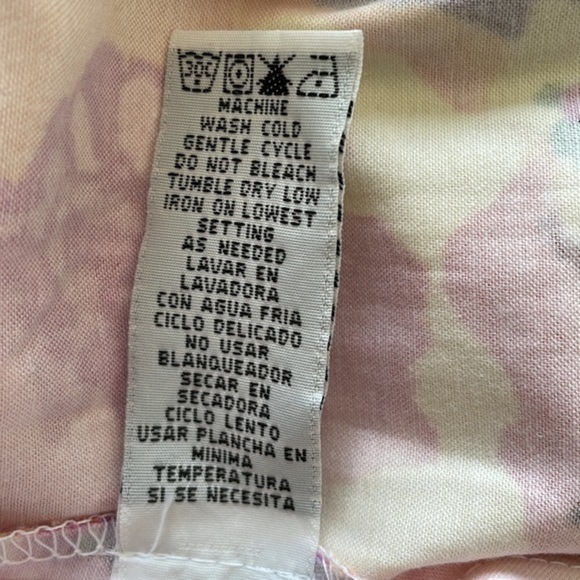 30C
MACHINE
WASH COLD
GENTLE CYCLE
DO NOT BLEACH
TUMBLE DRY LOW
IRON ON LOWEST
SETTING
AS NEEDED
LAVAR EN
LAVADORA
CON AGUA FRIA
CICLO DELICADO
NO USAR
BLANQUEADOR
SECAR EN
SECADORA
CICLO LENTO
USAR PLANCHA EN
MINIMA
TEMPERATURA
SI SE NECESITA